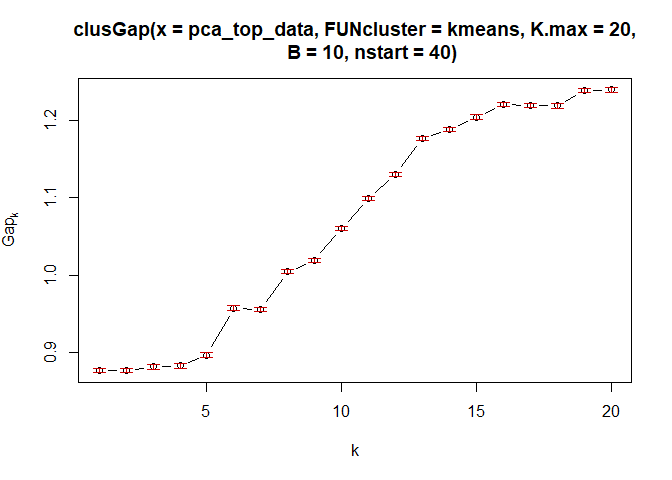 clusGap(x = pca_top_data, FUNcluster = kmeans, K.max = 20,
B = 10, nstart = 40)
1.2
1.1
1.0
0.9
Gapk
5 10 15 20
k